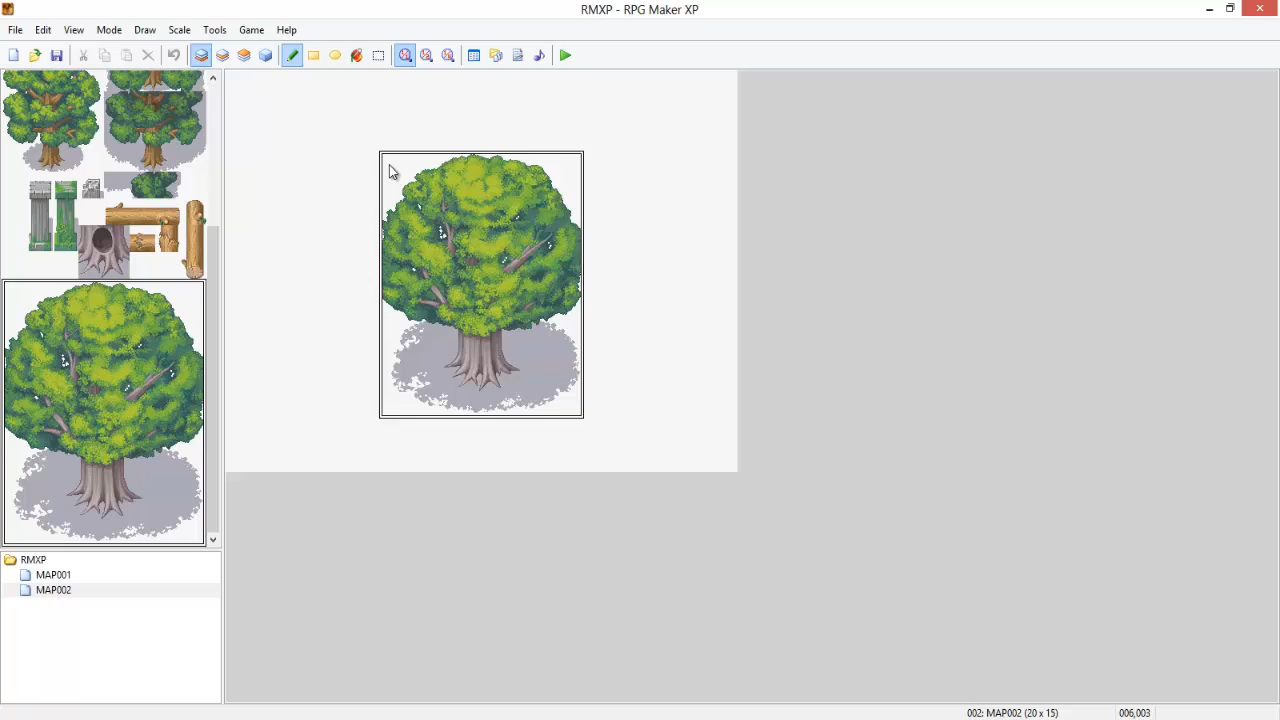 RMXP - RPG Maker XP
File Edit View Mode Draw Scale Tools Game Help
RMXP
MAP001
MAP002
002: MAP002 (20 x 15) 006,003